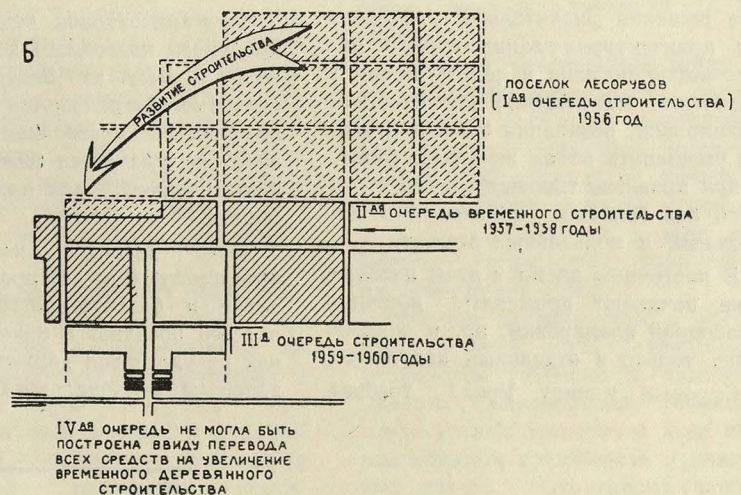 Б
РАЗВИТИЕ СТРОИТЕЛЬСТВА
ПОСЕЛОК ЛЕСОРУБОВ
(I АЯ ОЧЕРЕДЬ СТРОИТЕЛЬСТВА)
1956 ГОД
II АЯ ОЧЕРЕДЬ ВРЕМЕННОГО СТРОИТЕЛЬСТВА
1957-1958 ГОДЫ
III Я ОЧЕРЕДЬ СТРОИТЕЛЬСТВА
1959-1960 ГОДЫ
IV АЯ ОЧЕРЕДЬ НЕ МОГЛА БЫТЬ
ПОСТРОЕНА ВВИДУ ПЕРЕВОДА
ВСЕХ СРЕДСТВ НА УВЕЛИЧЕНИЕ
ВРЕМЕННОГО ДЕРЕВЯННОГО
СТРОИТЕЛЬСТВА